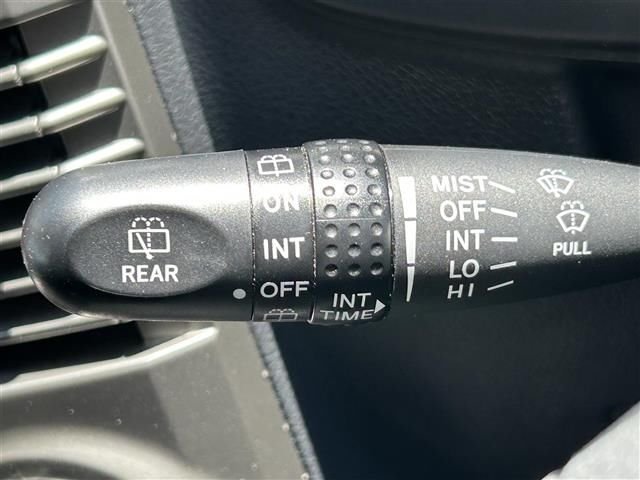 REAR
ON
INT
OFF
INT
TIME
MIST
OFF
INT
LO
HI
PULL